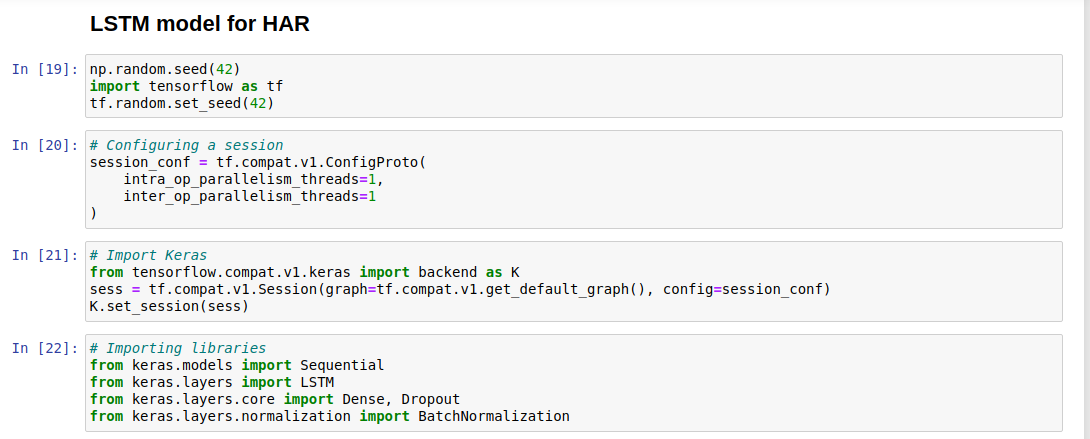 LSTM model for HAR
In [19]: np.random.seed(42)
import tensorflow as tf
tf.random.set_seed(42)
In [20]: # Configuring a session
session_conf = tf.compat.v1.ConfigProto(
    intra_op_parallelism_threads=1,
    inter_op_parallelism_threads=1
)
In [21]: # Import Keras
from tensorflow.compat.v1.keras import backend as K
sess = tf.compat.v1.Session(graph=tf.compat.v1.get_default_graph(), config=session_conf)
K.set_session(sess)
In [22]: # Importing libraries
from keras.models import Sequential
from keras.layers import LSTM
from keras.layers.core import Dense, Dropout
from keras.layers.normalization import BatchNormalization